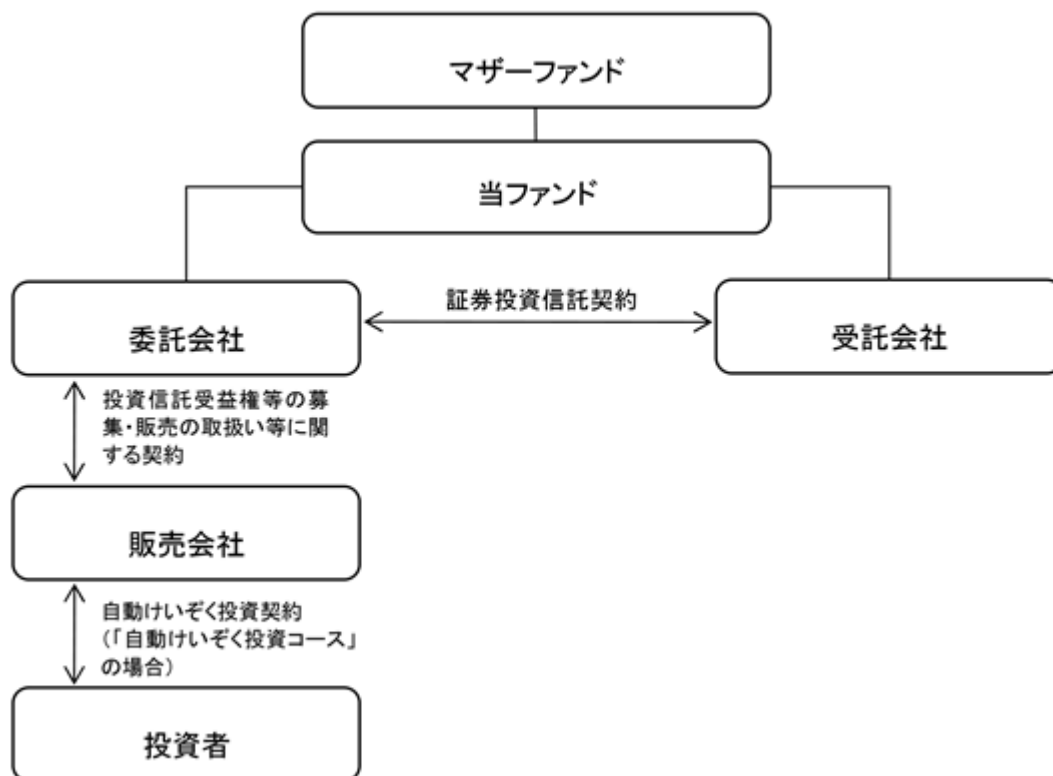 マザーファンド
当ファンド
証券投資信託契約
委託会社
受託会社
投資信託受益権等の募
集・販売の取扱い等に関
する契約
販売会社
自動けいぞく投資契約
(「自動けいぞく投資コース」
の場合)
投資者